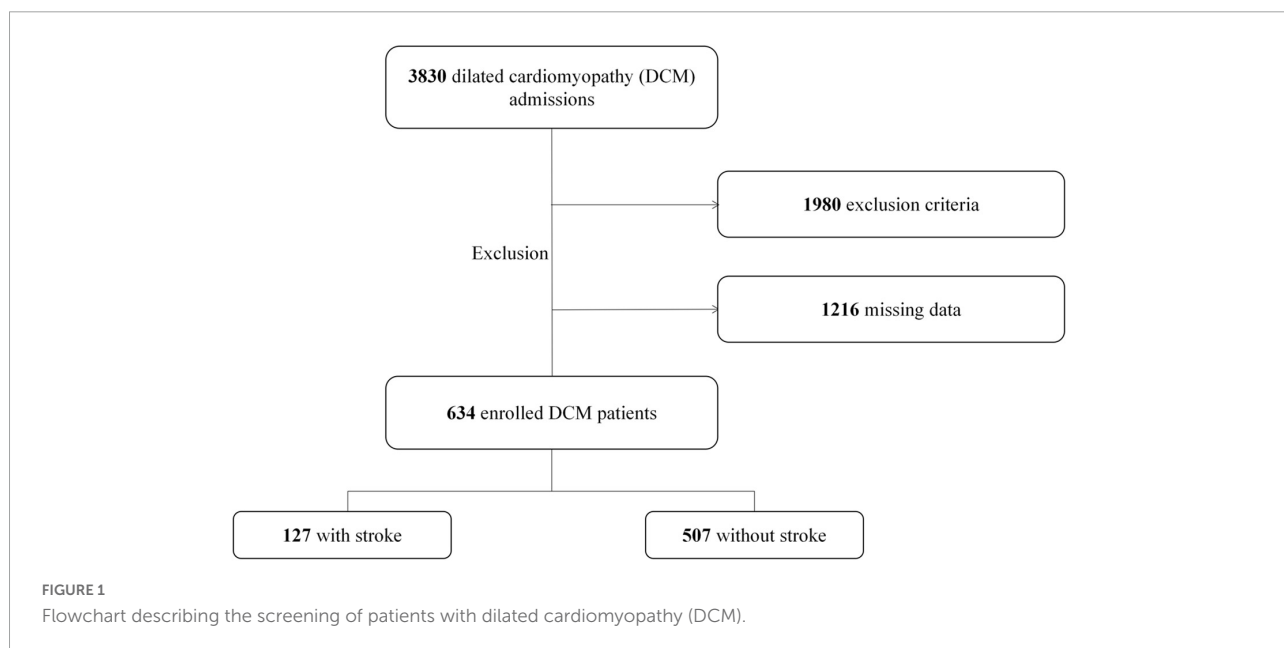 3830 dilated cardiomyopathy (DCM)
admissions
1980 exclusion criteria
Exclusion
1216 missing data
634 enrolled DCM patients
127 with stroke
507 without stroke
FIGURE 1
Flowchart describing the screening of patients with dilated cardiomyopathy (DCM).